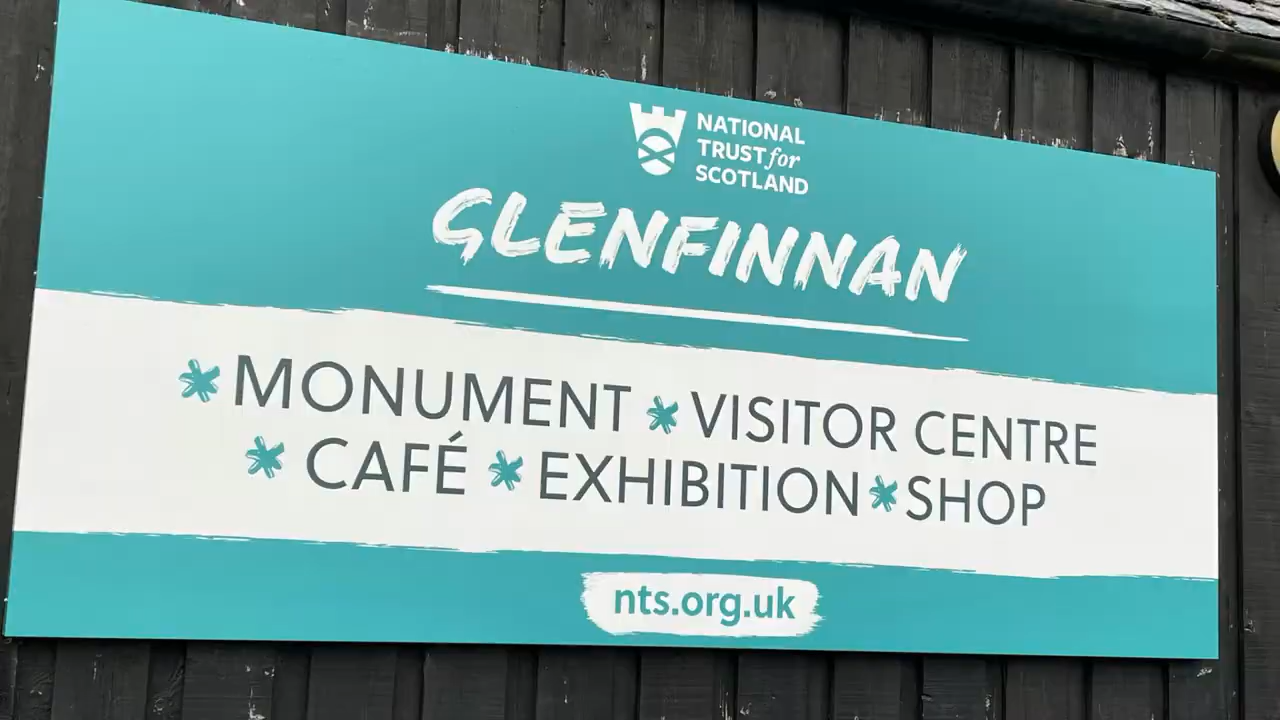 NATIONAL
TRUST for
SCOTLAND
GLENFINNAN
* MONUMENT * VISITOR CENTRE
* CAFÉ * EXHIBITION * SHOP
nts.org.uk